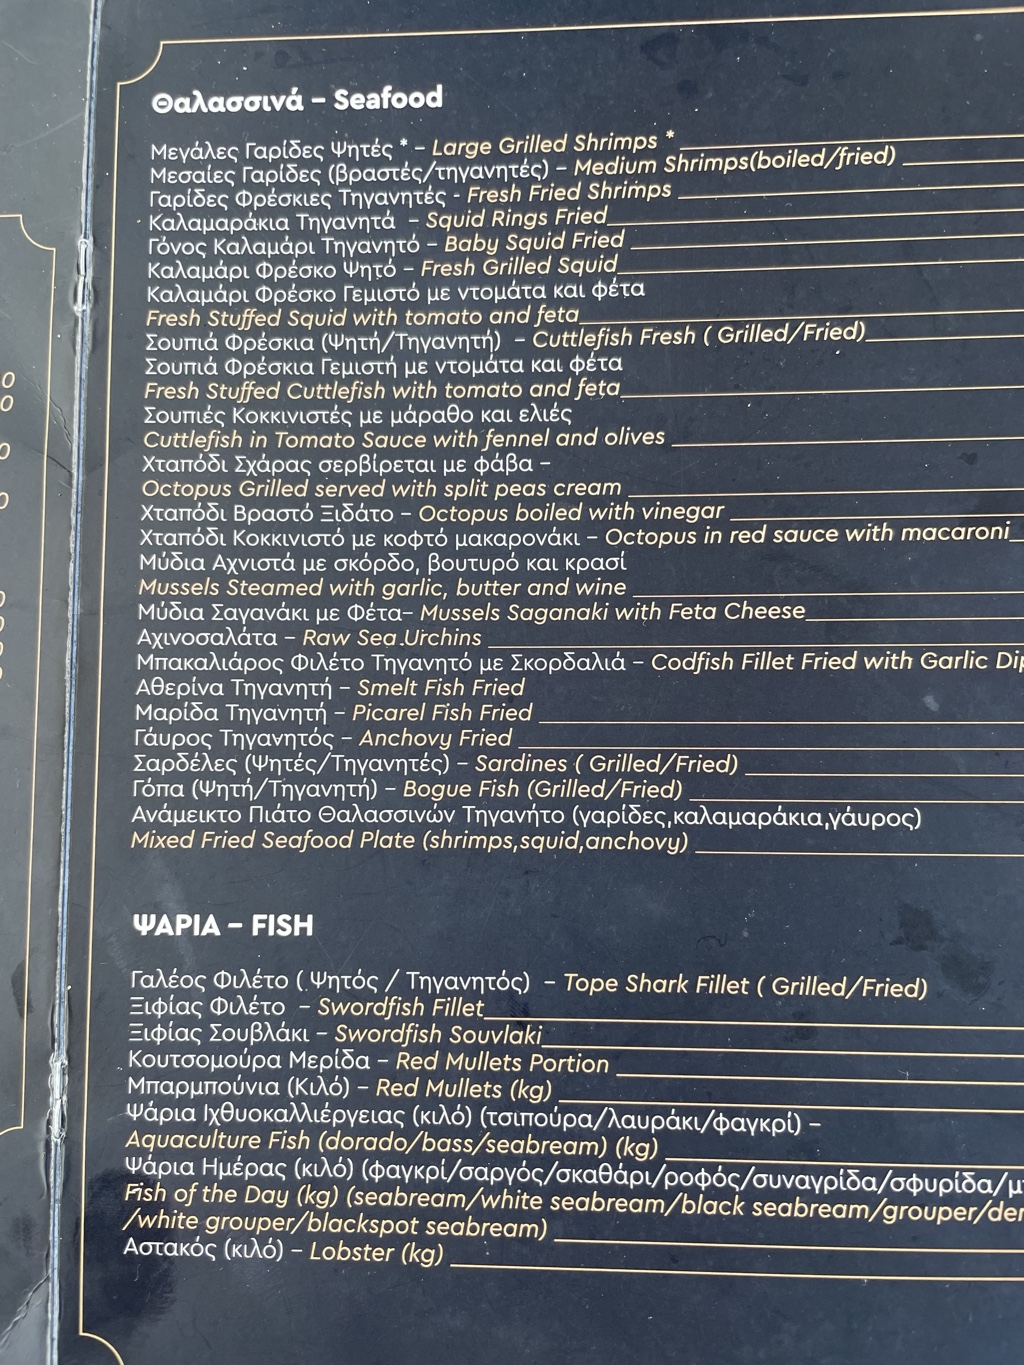 Θαλασσινά – Seafood
Μεγάλες Γαρίδες Ψητές * – Large Grilled Shrimps *
Μεσαίες Γαρίδες (βραστές/τηγανητές) – Medium Shrimps(boiled/fried)
Γαρίδες Φρέσκιες Τηγανητές - Fresh Fried Shrimps
Καλαμαράκια Τηγανητά – Squid Rings Fried
Γόνος Καλαμάρι Τηγανητό – Baby Squid Fried
Καλαμάρι Φρέσκο Ψητό – Fresh Grilled Squid
Καλαμάρι Φρέσκο Γεμιστό με ντομάτα και φέτα
Fresh Stuffed Squid with tomato and feta
Σουπιά Φρέσκια (Ψητή/Τηγανητή) – Cuttlefish Fresh ( Grilled/Fried)
Σουπιά Φρέσκια Γεμιστή με ντομάτα και φέτα
Fresh Stuffed Cuttlefish with tomato and feta
Σουπιές Κοκκινιστές με μάραθο και ελιές
Cuttlefish in Tomato Sauce with fennel and olives
Χταπόδι Σχάρας σερβίρεται με φάβα –
Octopus Grilled served with split peas cream
Χταπόδι Βραστό Ξιδάτο – Octopus boiled with vinegar
Χταπόδι Κοκκινιστό με κοφτό μακαρονάκι – Octopus in red sauce with macaroni
Μύδια Αχνιστά με σκόρδο, βουτυρό και κρασί
Mussels Steamed with garlic, butter and wine
Μύδια Σαγανάκι με Φέτα– Mussels Saganaki with Feta Cheese
Αχινοσαλάτα – Raw Sea Urchins
Μπακαλιάρος Φιλέτο Τηγανητό με Σκορδαλιά – Codfish Fillet Fried with Garlic Dip
Αθερίνα Τηγανητή – Smelt Fish Fried
Μαρίδα Τηγανητή – Picarel Fish Fried
Γάυρος Τηγανητός – Anchovy Fried
Σαρδέλες (Ψητές/Τηγανητές) – Sardines ( Grilled/Fried)
Γόπα (Ψητή/Τηγανητή) – Bogue Fish (Grilled/Fried)
Ανάμεικτο Πιάτο Θαλασσινών Τηγανήτο (γαρίδες,καλαμαράκια,γάυρος)
Mixed Fried Seafood Plate (shrimps,squid,anchovy)
ΨΑΡΙΑ – FISH
Γαλέος Φιλέτο ( Ψητός / Τηγανητός) – Tope Shark Fillet ( Grilled/Fried)
Ξιφίας Φιλέτο – Swordfish Fillet
Ξιφίας Σουβλάκι – Swordfish Souvlaki
Κουτσομούρα Μερίδα – Red Mullets Portion
Μπαρμπούνια (Κιλό) – Red Mullets (kg)
Ψάρια Ιχθυοκαλλιέργειας (κιλό) (τσιπούρα/λαυράκι/φαγκρί) –
Aquaculture Fish (dorado/bass/seabream) (kg)
Ψάρια Ημέρας (κιλό) (φαγκρί/σαργός/σκαθάρι/ροφός/συναγρίδα/σφυρίδα/
Fish of the Day (kg) (seabream/white seabream/black seabream/grouper/
/white grouper/blackspot seabream)
Αστακός (κιλό) – Lobster (kg)